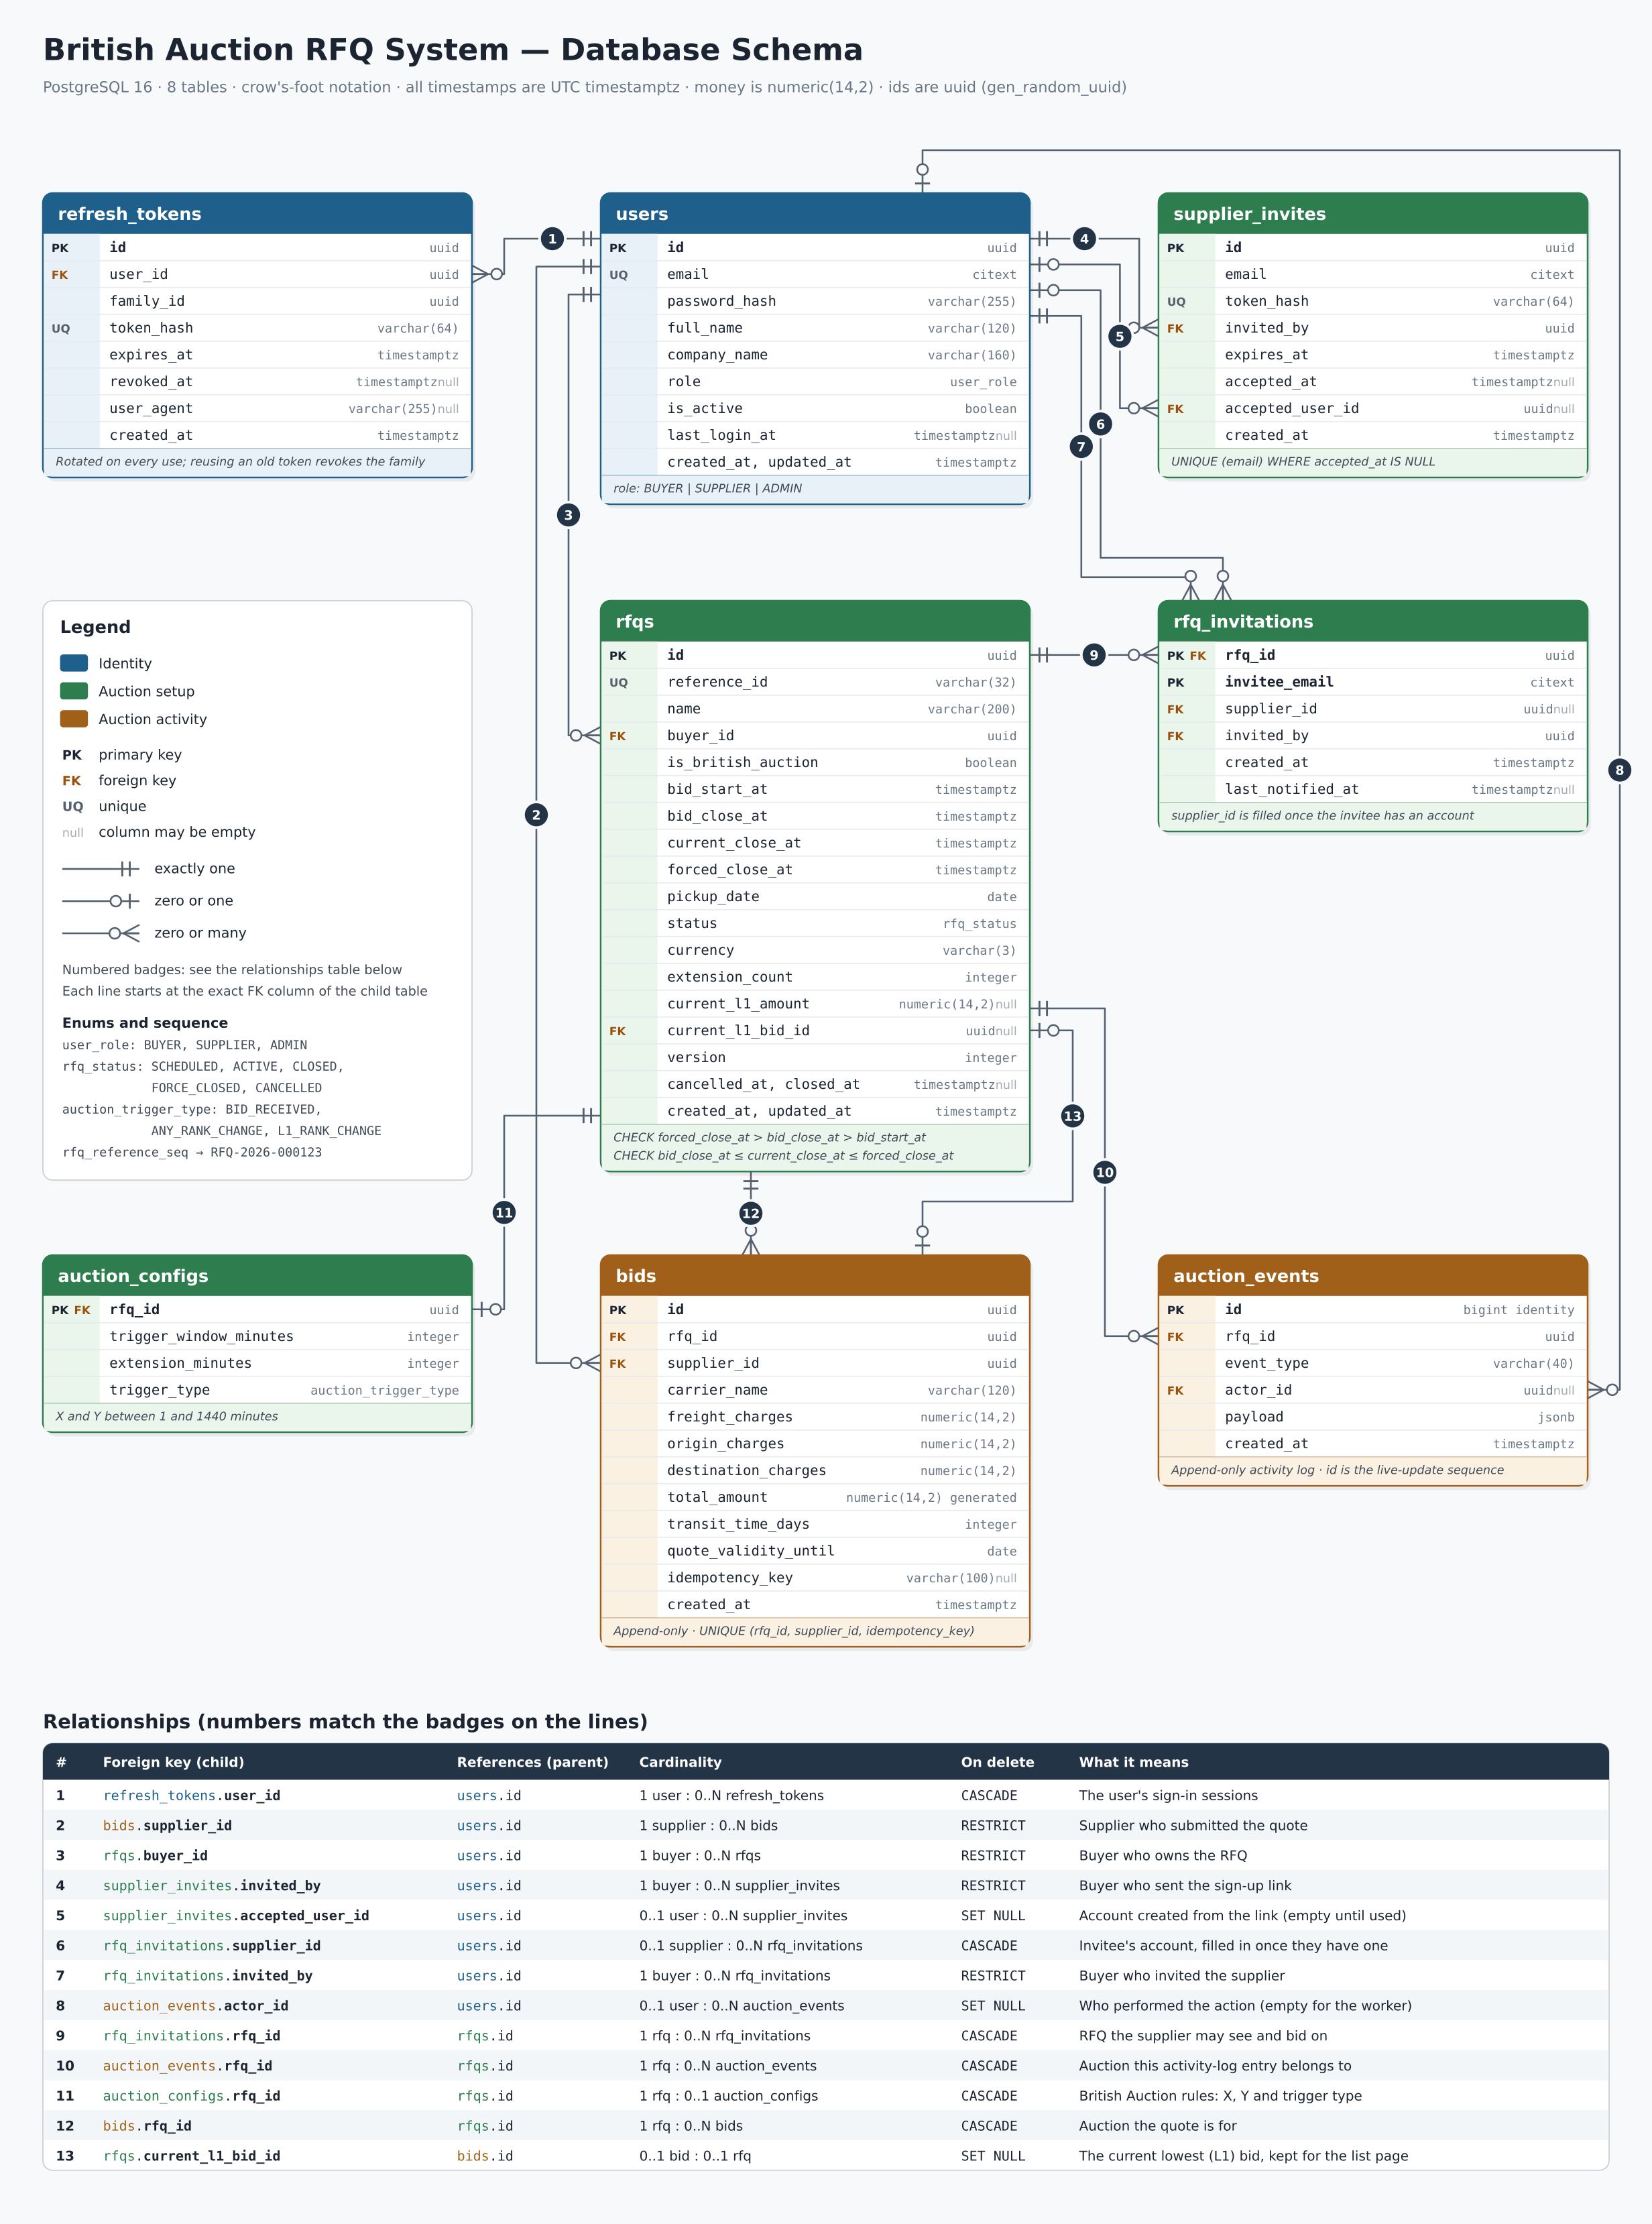 British Auction RFQ System — Database Schema
PostgreSQL 16 · 8 tables · crow's-foot notation · all timestamps are UTC timestamptz · money is numeric(14,2) · ids are uuid (gen_random_uuid)
refresh_tokens
PK id uuid
FK user_id uuid
family_id uuid
UQ token_hash varchar(64)
expires_at timestamptz
revoked_at timestamptz null
user_agent varchar(255) null
created_at timestamptz
Rotated on every use; reusing an old token revokes the family
1
users
PK id uuid
UQ email citext
password_hash varchar(255)
full_name varchar(120)
company_name varchar(160)
role user_role
is_active boolean
last_login_at timestamptz null
created_at, updated_at timestamptz
role: BUYER | SUPPLIER | ADMIN
4
5
6
7
3
supplier_invites
PK id uuid
email citext
UQ token_hash varchar(64)
FK invited_by uuid
expires_at timestamptz
accepted_at timestamptz null
FK accepted_user_id uuid null
created_at timestamptz
UNIQUE (email) WHERE accepted_at IS NULL
Legend
Identity
Auction setup
Auction activity
PK primary key
FK foreign key
UQ unique
null column may be empty
exactly one
zero or one
zero or many
Numbered badges: see the relationships table below
Each line starts at the exact FK column of the child table
Enums and sequence
user_role: BUYER, SUPPLIER, ADMIN
rfq_status: SCHEDULED, ACTIVE, CLOSED,
FORCE_CLOSED, CANCELLED
auction_trigger_type: BID_RECEIVED,
ANY_RANK_CHANGE, L1_RANK_CHANGE
rfq_reference_seq → RFQ-2026-000123
2
rfqs
PK id uuid
UQ reference_id varchar(32)
name varchar(200)
FK buyer_id uuid
is_british_auction boolean
bid_start_at timestamptz
bid_close_at timestamptz
current_close_at timestamptz
forced_close_at timestamptz
pickup_date date
status rfq_status
currency varchar(3)
extension_count integer
current_l1_amount numeric(14,2) null
FK current_l1_bid_id uuid null
version integer
cancelled_at, closed_at timestamptz null
created_at, updated_at timestamptz
CHECK forced_close_at > bid_close_at > bid_start_at
CHECK bid_close_at ≤ current_close_at ≤ forced_close_at
9
rfq_invitations
PK FK rfq_id uuid
PK invitee_email citext
FK supplier_id uuid null
FK invited_by uuid
created_at timestamptz
last_notified_at timestamptz null
supplier_id is filled once the invitee has an account
8
13
10
11
12
auction_configs
PK FK rfq_id uuid
trigger_window_minutes integer
extension_minutes integer
trigger_type auction_trigger_type
X and Y between 1 and 1440 minutes
bids
PK id uuid
FK rfq_id uuid
FK supplier_id uuid
carrier_name varchar(120)
freight_charges numeric(14,2)
origin_charges numeric(14,2)
destination_charges numeric(14,2)
total_amount numeric(14,2) generated
transit_time_days integer
quote_validity_until date
idempotency_key varchar(100) null
created_at timestamptz
Append-only · UNIQUE (rfq_id, supplier_id, idempotency_key)
auction_events
PK id bigint identity
FK rfq_id uuid
event_type varchar(40)
FK actor_id uuid null
payload jsonb
created_at timestamptz
Append-only activity log · id is the live-update sequence
Relationships (numbers match the badges on the lines)
# Foreign key (child) References (parent) Cardinality On delete What it means
1 refresh_tokens.user_id users.id 1 user : 0..N refresh_tokens CASCADE The user's sign-in sessions
2 bids.supplier_id users.id 1 supplier : 0..N bids RESTRICT Supplier who submitted the quote
3 rfqs.buyer_id users.id 1 buyer : 0..N rfqs RESTRICT Buyer who owns the RFQ
4 supplier_invites.invited_by users.id 1 buyer : 0..N supplier_invites RESTRICT Buyer who sent the sign-up link
5 supplier_invites.accepted_user_id users.id 0..1 user : 0..N supplier_invites SET NULL Account created from the link (empty until used)
6 rfq_invitations.supplier_id users.id 0..1 supplier : 0..N rfq_invitations CASCADE Invitee's account, filled in once they have one
7 rfq_invitations.invited_by users.id 1 buyer : 0..N rfq_invitations RESTRICT Buyer who invited the supplier
8 auction_events.actor_id users.id 0..1 user : 0..N auction_events SET NULL Who performed the action (empty for the worker)
9 rfq_invitations.rfq_id rfqs.id 1 rfq : 0..N rfq_invitations CASCADE RFQ the supplier may see and bid on
10 auction_events.rfq_id rfqs.id 1 rfq : 0..N auction_events CASCADE Auction this activity-log entry belongs to
11 auction_configs.rfq_id rfqs.id 1 rfq : 0..1 auction_configs CASCADE British Auction rules: X, Y and trigger type
12 bids.rfq_id rfqs.id 1 rfq : 0..N bids CASCADE Auction the quote is for
13 rfqs.current_l1_bid_id bids.id 0..1 bid : 0..1 rfq SET NULL The current lowest (L1) bid, kept for the list page